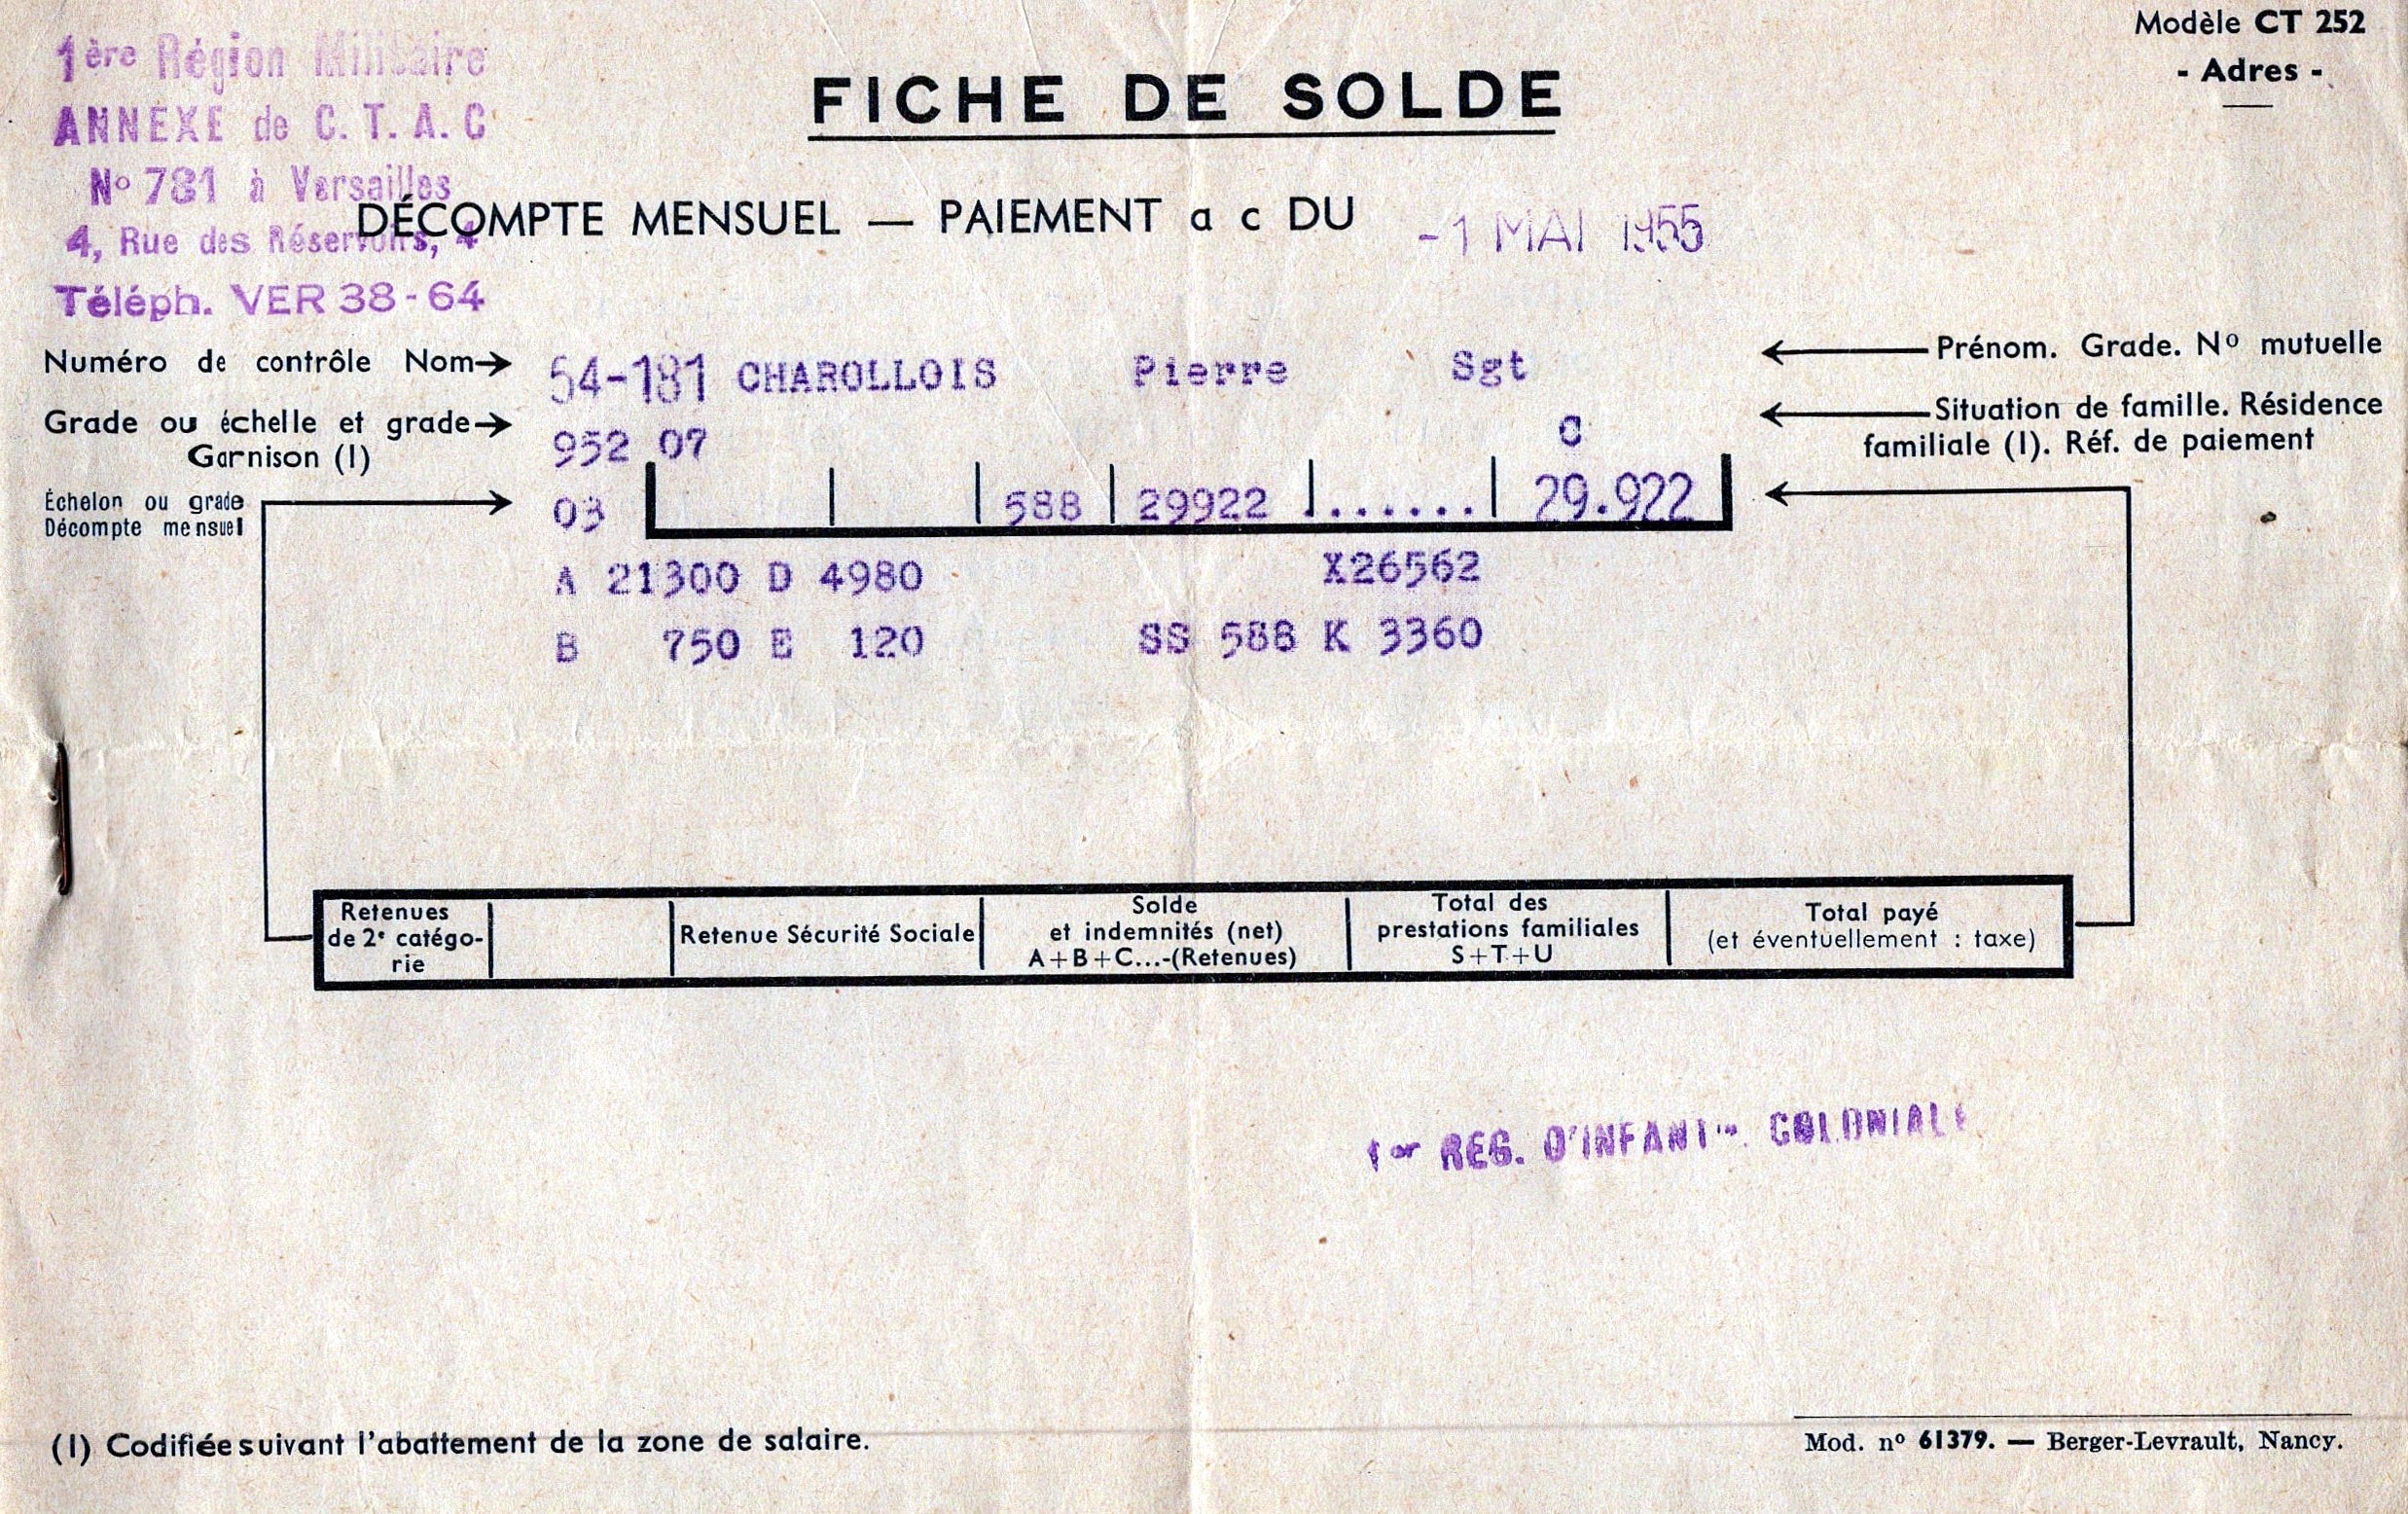 Modèle CT 252
- Adres -
1ère Région Militaire
ANNEXE de C. T. A. C
No 781 à Versailles
4, Rue des Réservoirs, 4
Téléph. VER 38-64
FICHE DE SOLDE
DÉCOMPTE MENSUEL — PAIEMENT a c DU -1 MAI 1955
Numéro de contrôle Nom→ 54-181 CHAROLLOIS Pierre Sgt ← Prénom. Grade. No mutuelle
Grade ou échelle et grade→ 952 07 C ← Situation de famille. Résidence
Garnison (I) familiale (I). Réf. de paiement
Échelon ou grade → 03 588 29922 ....... 29.922 ←
Décompte mensuel
A 21300 D 4980 X26562
B 750 E 120 SS 588 K 3360
Retenues
de 2e catégo-
rie
Retenue Sécurité Sociale
Solde
et indemnités (net)
A+B+C...-(Retenues)
Total des
prestations familiales
S+T+U
Total payé
(et éventuellement : taxe)
1er REG. D'INFANTie. COLONIALE
(I) Codifiée suivant l'abattement de la zone de salaire.
Mod. no 61379. — Berger-Levrault, Nancy.